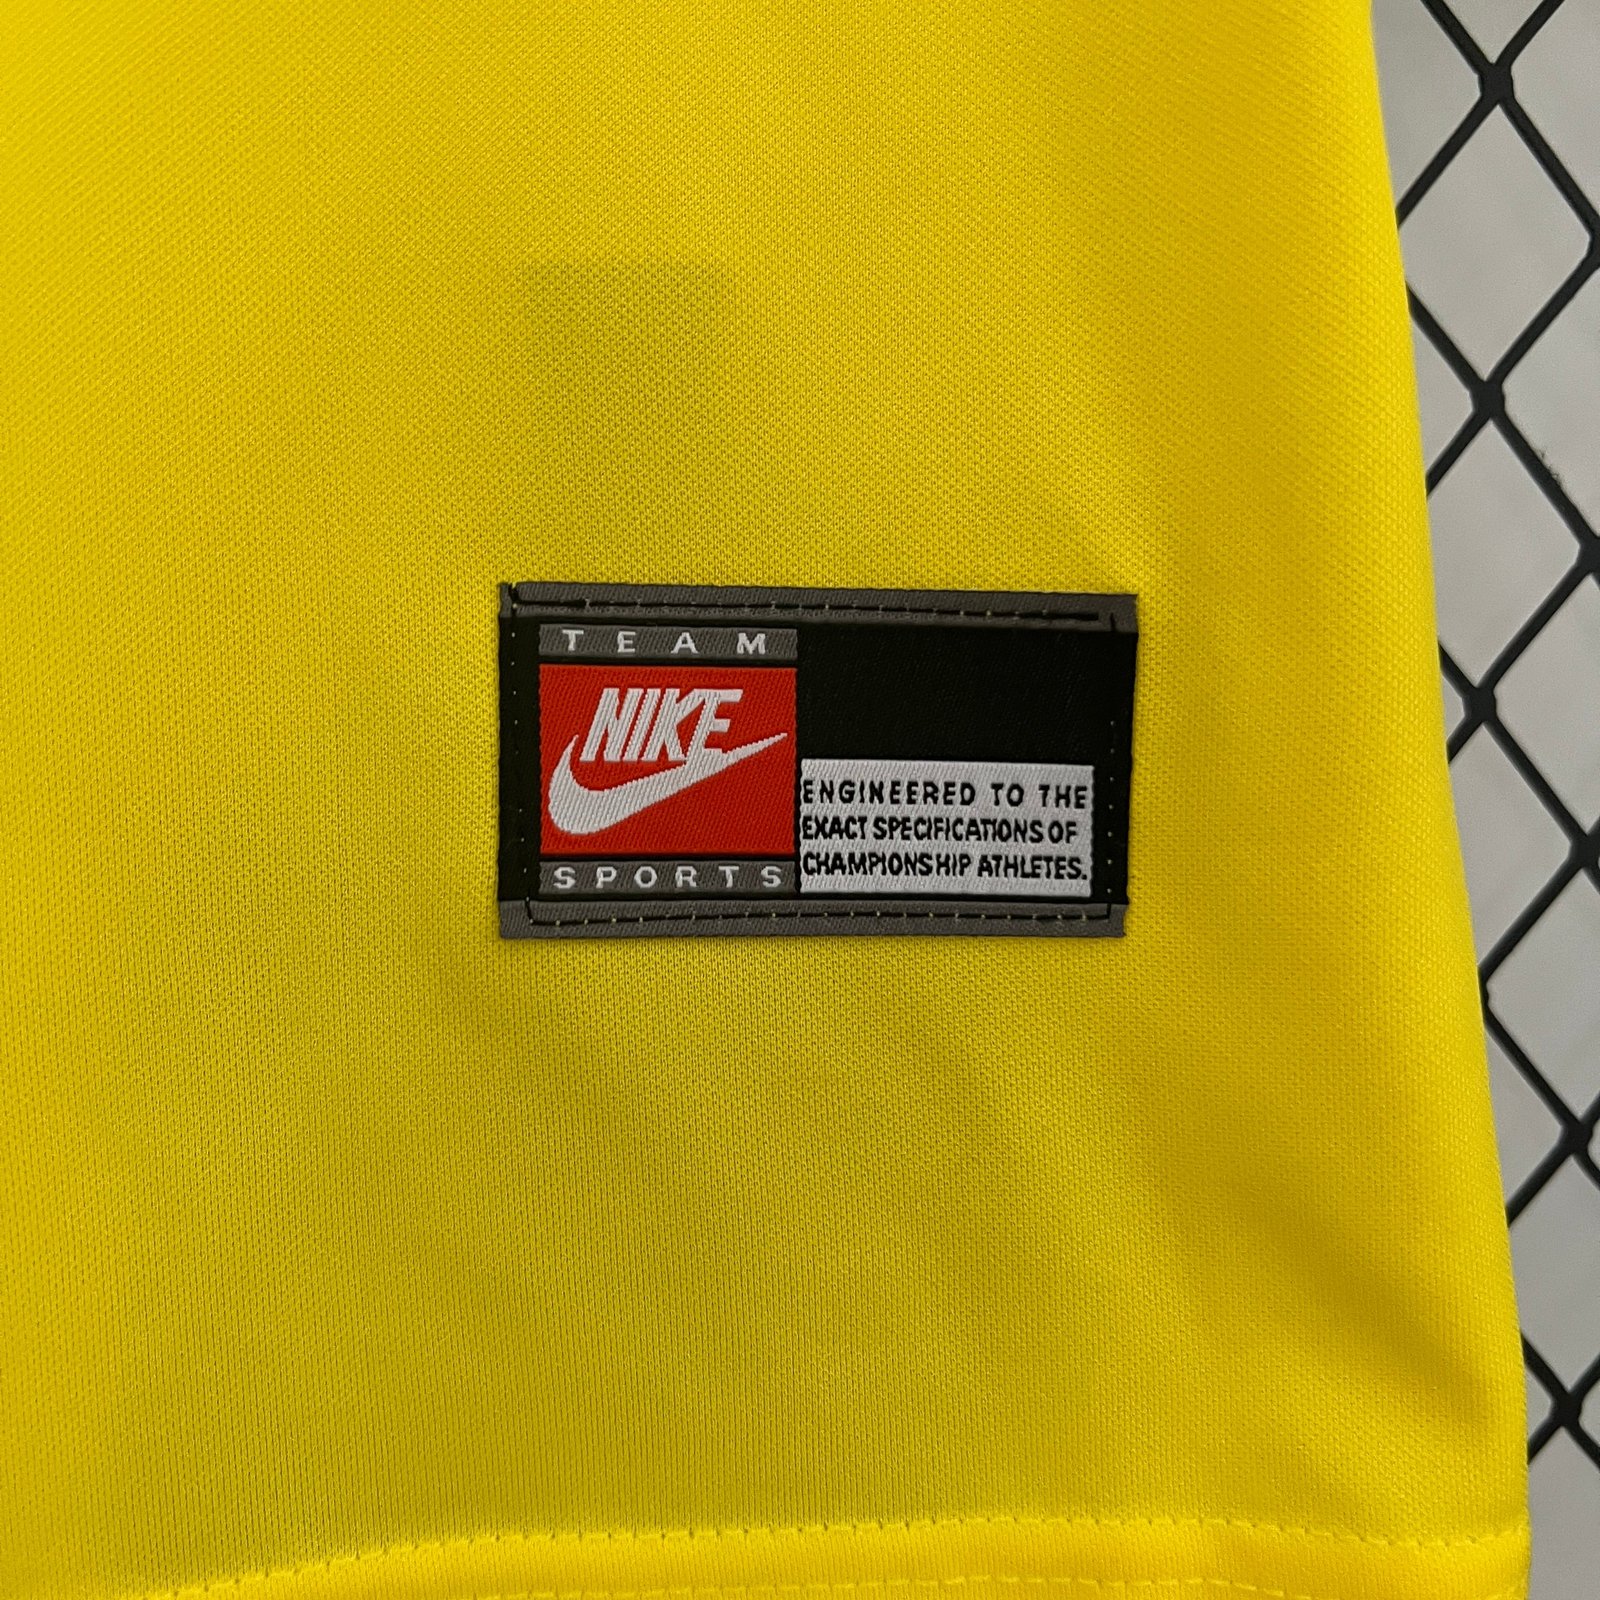 TEAM
NIKE
SPORTS
ENGINEERED TO THE
EXACT SPECIFICATIONS OF
CHAMPIONSHIP ATHLETES.